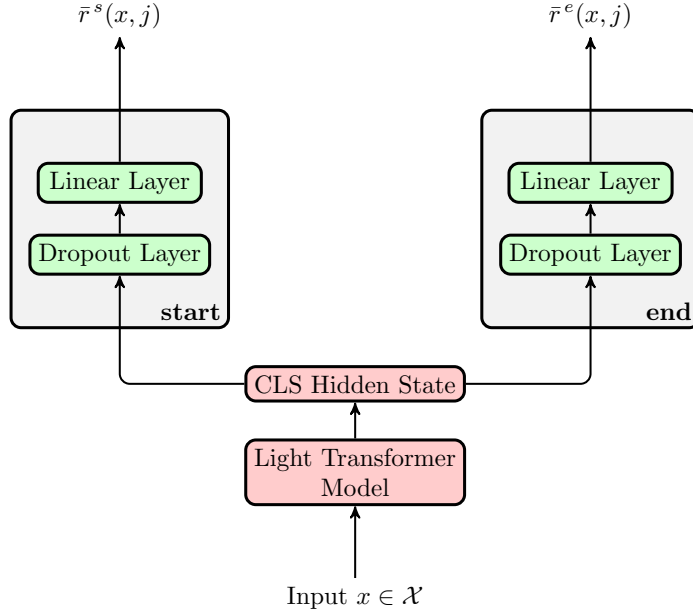 r̄ˢ(x, j)
r̄ᵉ(x, j)
Linear Layer
Dropout Layer
start
Linear Layer
Dropout Layer
end
CLS Hidden State
Light Transformer
Model
Input x ∈ 𝒳